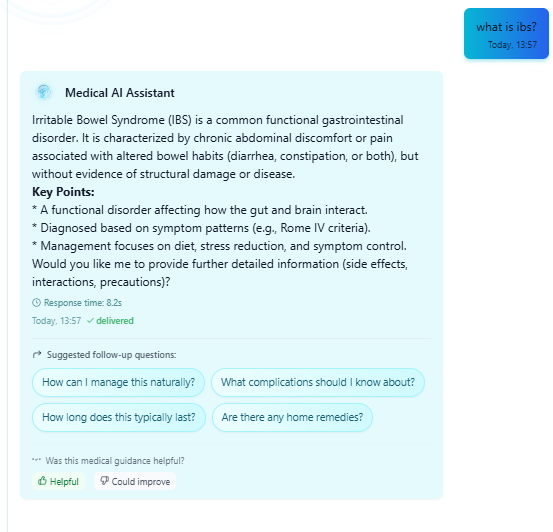 what is ibs?
Today, 13:57
Medical AI Assistant
Irritable Bowel Syndrome (IBS) is a common functional gastrointestinal
disorder. It is characterized by chronic abdominal discomfort or pain
associated with altered bowel habits (diarrhea, constipation, or both), but
without evidence of structural damage or disease.
Key Points:
* A functional disorder affecting how the gut and brain interact.
* Diagnosed based on symptom patterns (e.g., Rome IV criteria).
* Management focuses on diet, stress reduction, and symptom control.
Would you like me to provide further detailed information (side effects,
interactions, precautions)?
Response time: 8.2s
Today, 13:57 ✓ delivered
Suggested follow-up questions:
How can I manage this naturally? What complications should I know about?
How long does this typically last? Are there any home remedies?
Was this medical guidance helpful?
Helpful Could improve